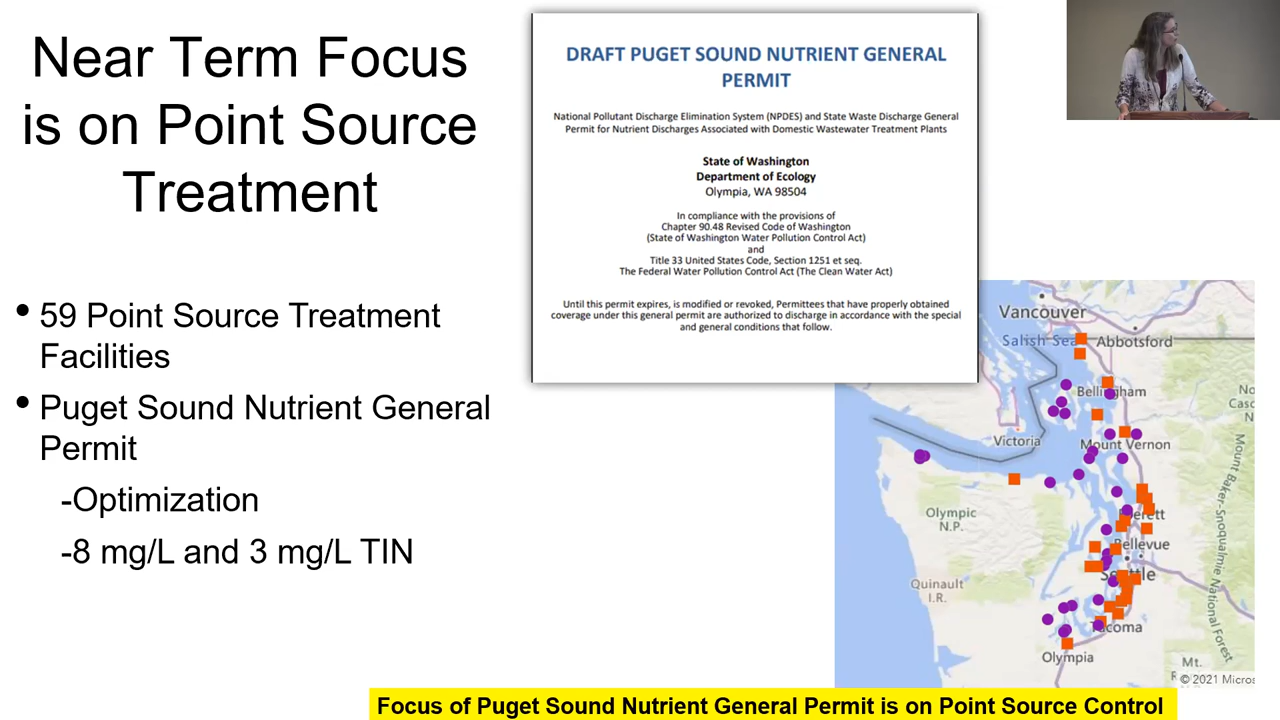 Near Term Focus
is on Point Source
Treatment
• 59 Point Source Treatment
Facilities
• Puget Sound Nutrient General
Permit
-Optimization
-8 mg/L and 3 mg/L TIN
DRAFT PUGET SOUND NUTRIENT GENERAL
PERMIT
National Pollutant Discharge Elimination System (NPDES) and State Waste Discharge General
Permit for Nutrient Discharges Associated with Domestic Wastewater Treatment Plants
State of Washington
Department of Ecology
Olympia, WA 98504
In compliance with the provisions of
Chapter 90.48 Revised Code of Washington
(State of Washington Water Pollution Control Act)
and
Title 33 United States Code, Section 1251 et seq.
The Federal Water Pollution Control Act (The Clean Water Act)
Until this permit expires, is modified or revoked, Permittees that have properly obtained
coverage under this general permit are authorized to discharge in accordance with the special
and general conditions that follow.
Vancouver
Salish Sea
Abbotsford
Bellingham
Victoria
Mount Vernon
Olympic
N.P.
Everett
Bellevue
Seattle
Quinault
I.R.
Tacoma
Olympia
Mount Baker-Snoqualmie National Forest
Mt.
© 2021 Micros
Focus of Puget Sound Nutrient General Permit is on Point Source Control